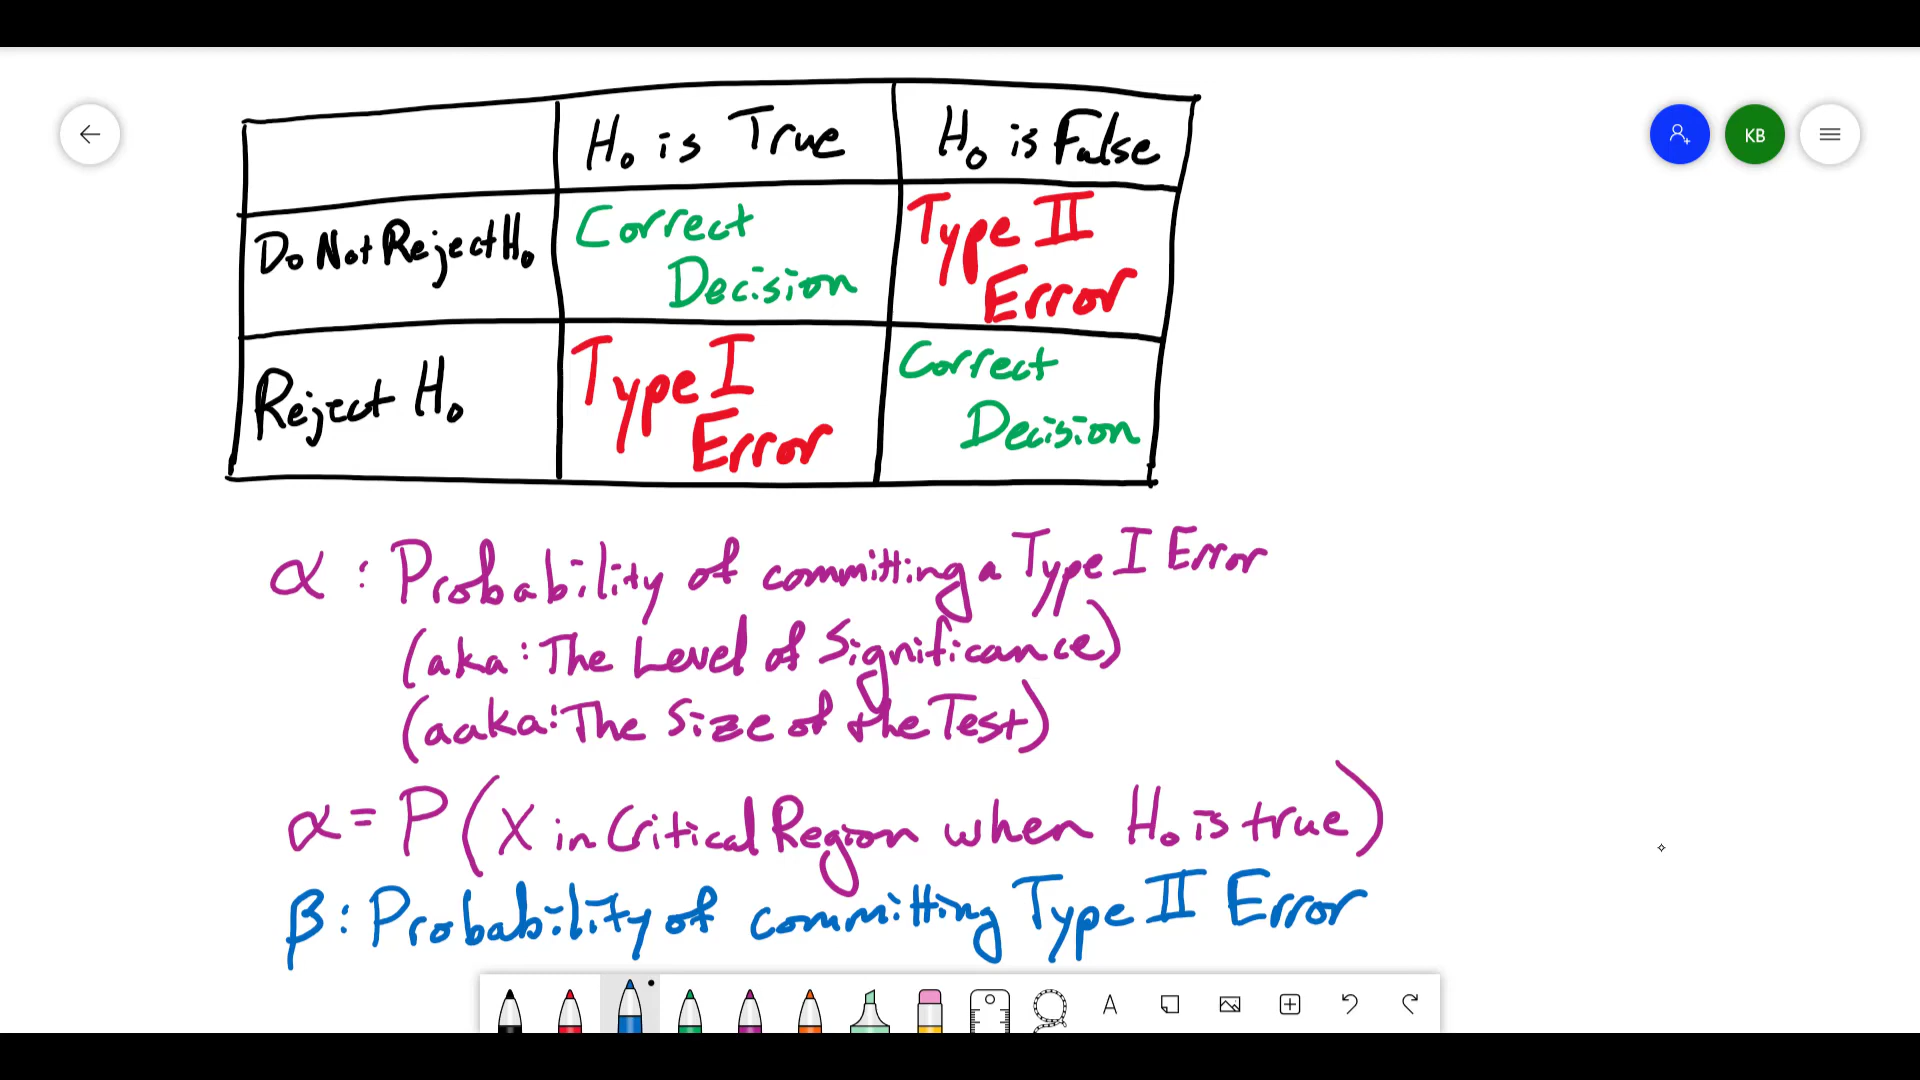 H₀ is True
H₀ is False
Do Not Reject H₀
Correct
Decision
Type II
Error
Reject H₀
Type I
Error
Correct
Decision
α : Probability of committing a Type I Error
(aka: The Level of Significance)
(aaka: The Size of the Test)
α = P(X in Critical Region when H₀ is true)
β : Probability of committing Type II Error
KB
A